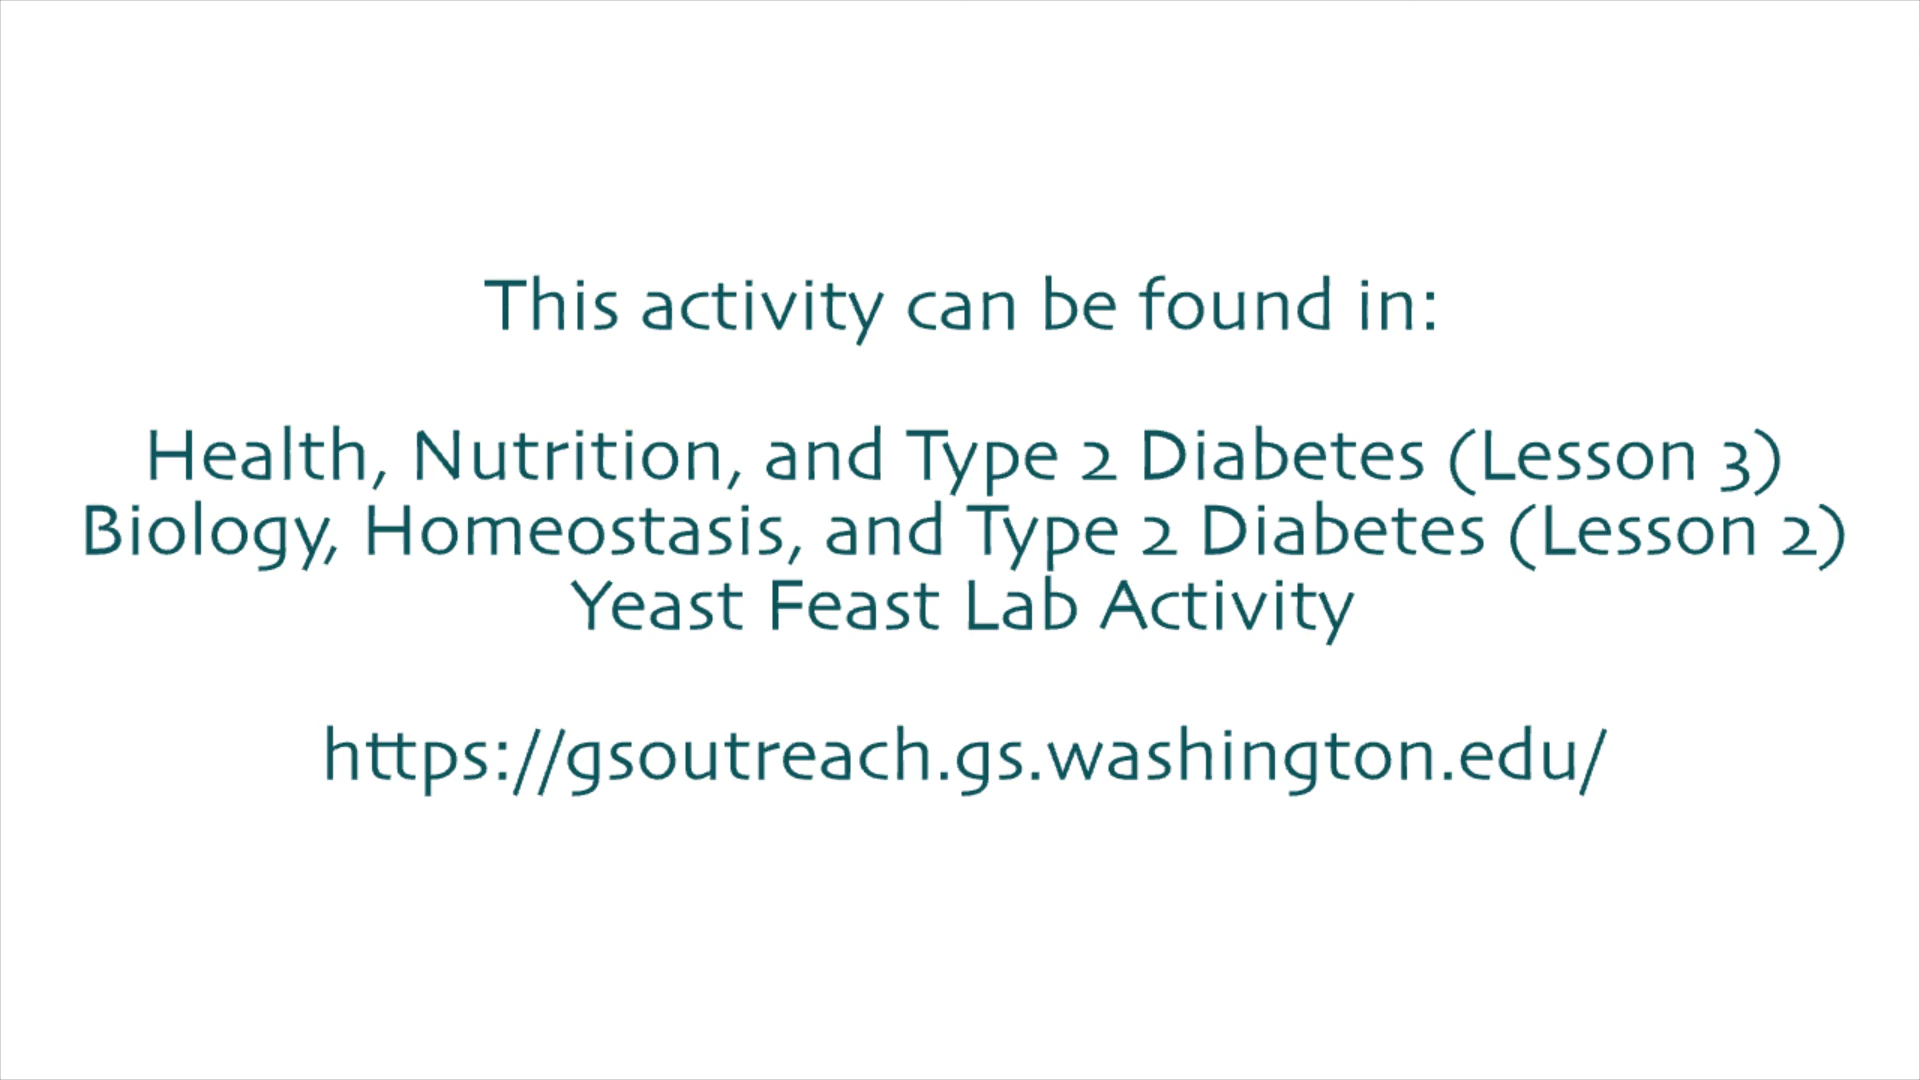 This activity can be found in:
Health, Nutrition, and Type 2 Diabetes (Lesson 3)
Biology, Homeostasis, and Type 2 Diabetes (Lesson 2)
Yeast Feast Lab Activity
https://gsoutreach.gs.washington.edu/